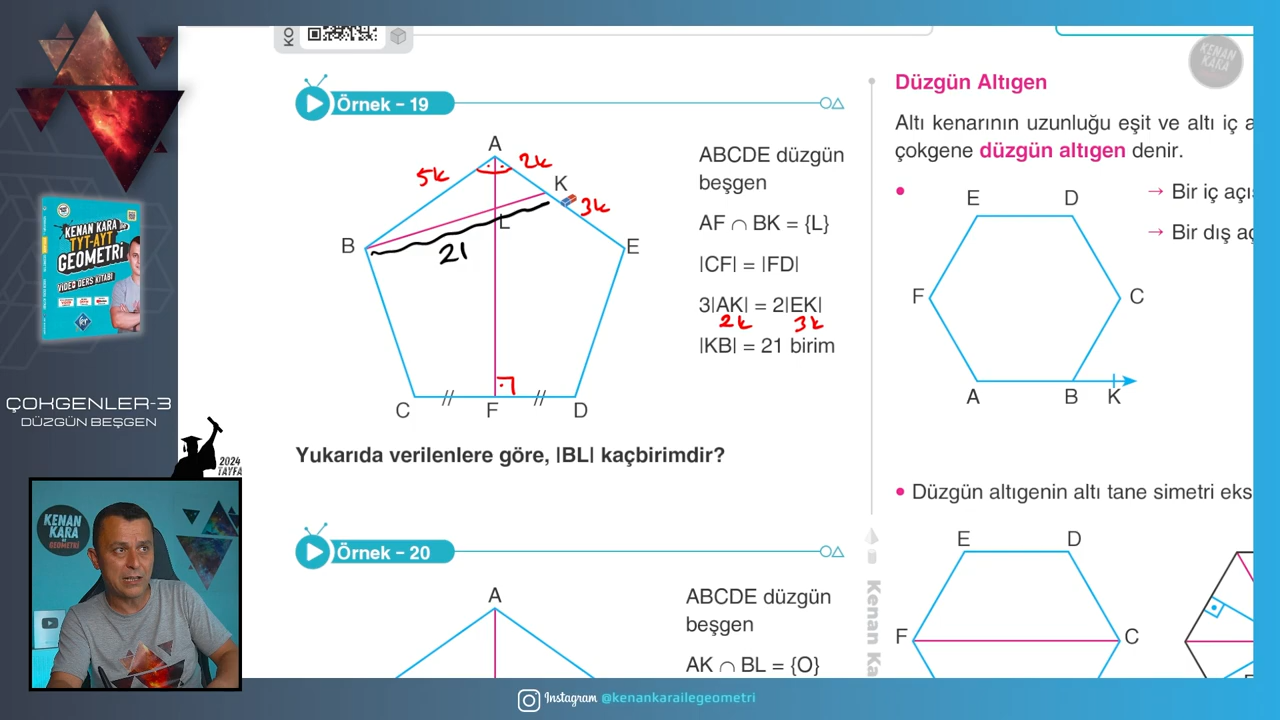 KO
KENAN KARA
Örnek – 19
A
2k
5k
K
3k
L
B
21
E
C
F
D
ABCDE düzgün
beşgen
AF ∩ BK = {L}
|CF| = |FD|
3|AK| = 2|EK|
2k 3k
|KB| = 21 birim
Yukarıda verilenlere göre, |BL| kaçbirimdir?
Örnek – 20
A
ABCDE düzgün
beşgen
AK ∩ BL = {O}
Düzgün Altıgen
Altı kenarının uzunluğu eşit ve altı iç a
çokgene düzgün altıgen denir.
→ Bir iç açı
→ Bir dış aç
E D
F C
A B K
• Düzgün altıgenin altı tane simetri eks
E D
F C
Kenan Ka
KENAN KARA
TYT-AYT
GEOMETRİ
VİDEO DERS KİTABI
ÇOKGENLER-3
DÜZGÜN BEŞGEN
2024
TAYFA
KENAN
KARA
GEOMETRİ
Instagram @kenankarailegeometri